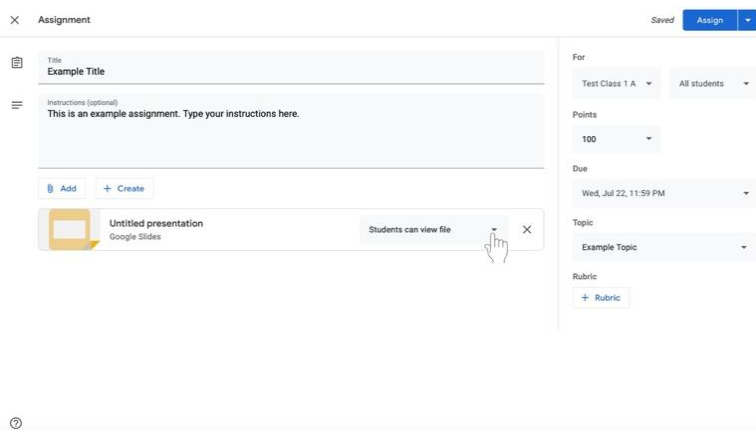 Assignment
Saved
Assign
Title
Example Title
Instructions (optional)
This is an example assignment. Type your instructions here.
Add
+ Create
Untitled presentation
Google Slides
Students can view file
For
Test Class 1 A
All students
Points
100
Due
Wed, Jul 22, 11:59 PM
Topic
Example Topic
Rubric
+ Rubric